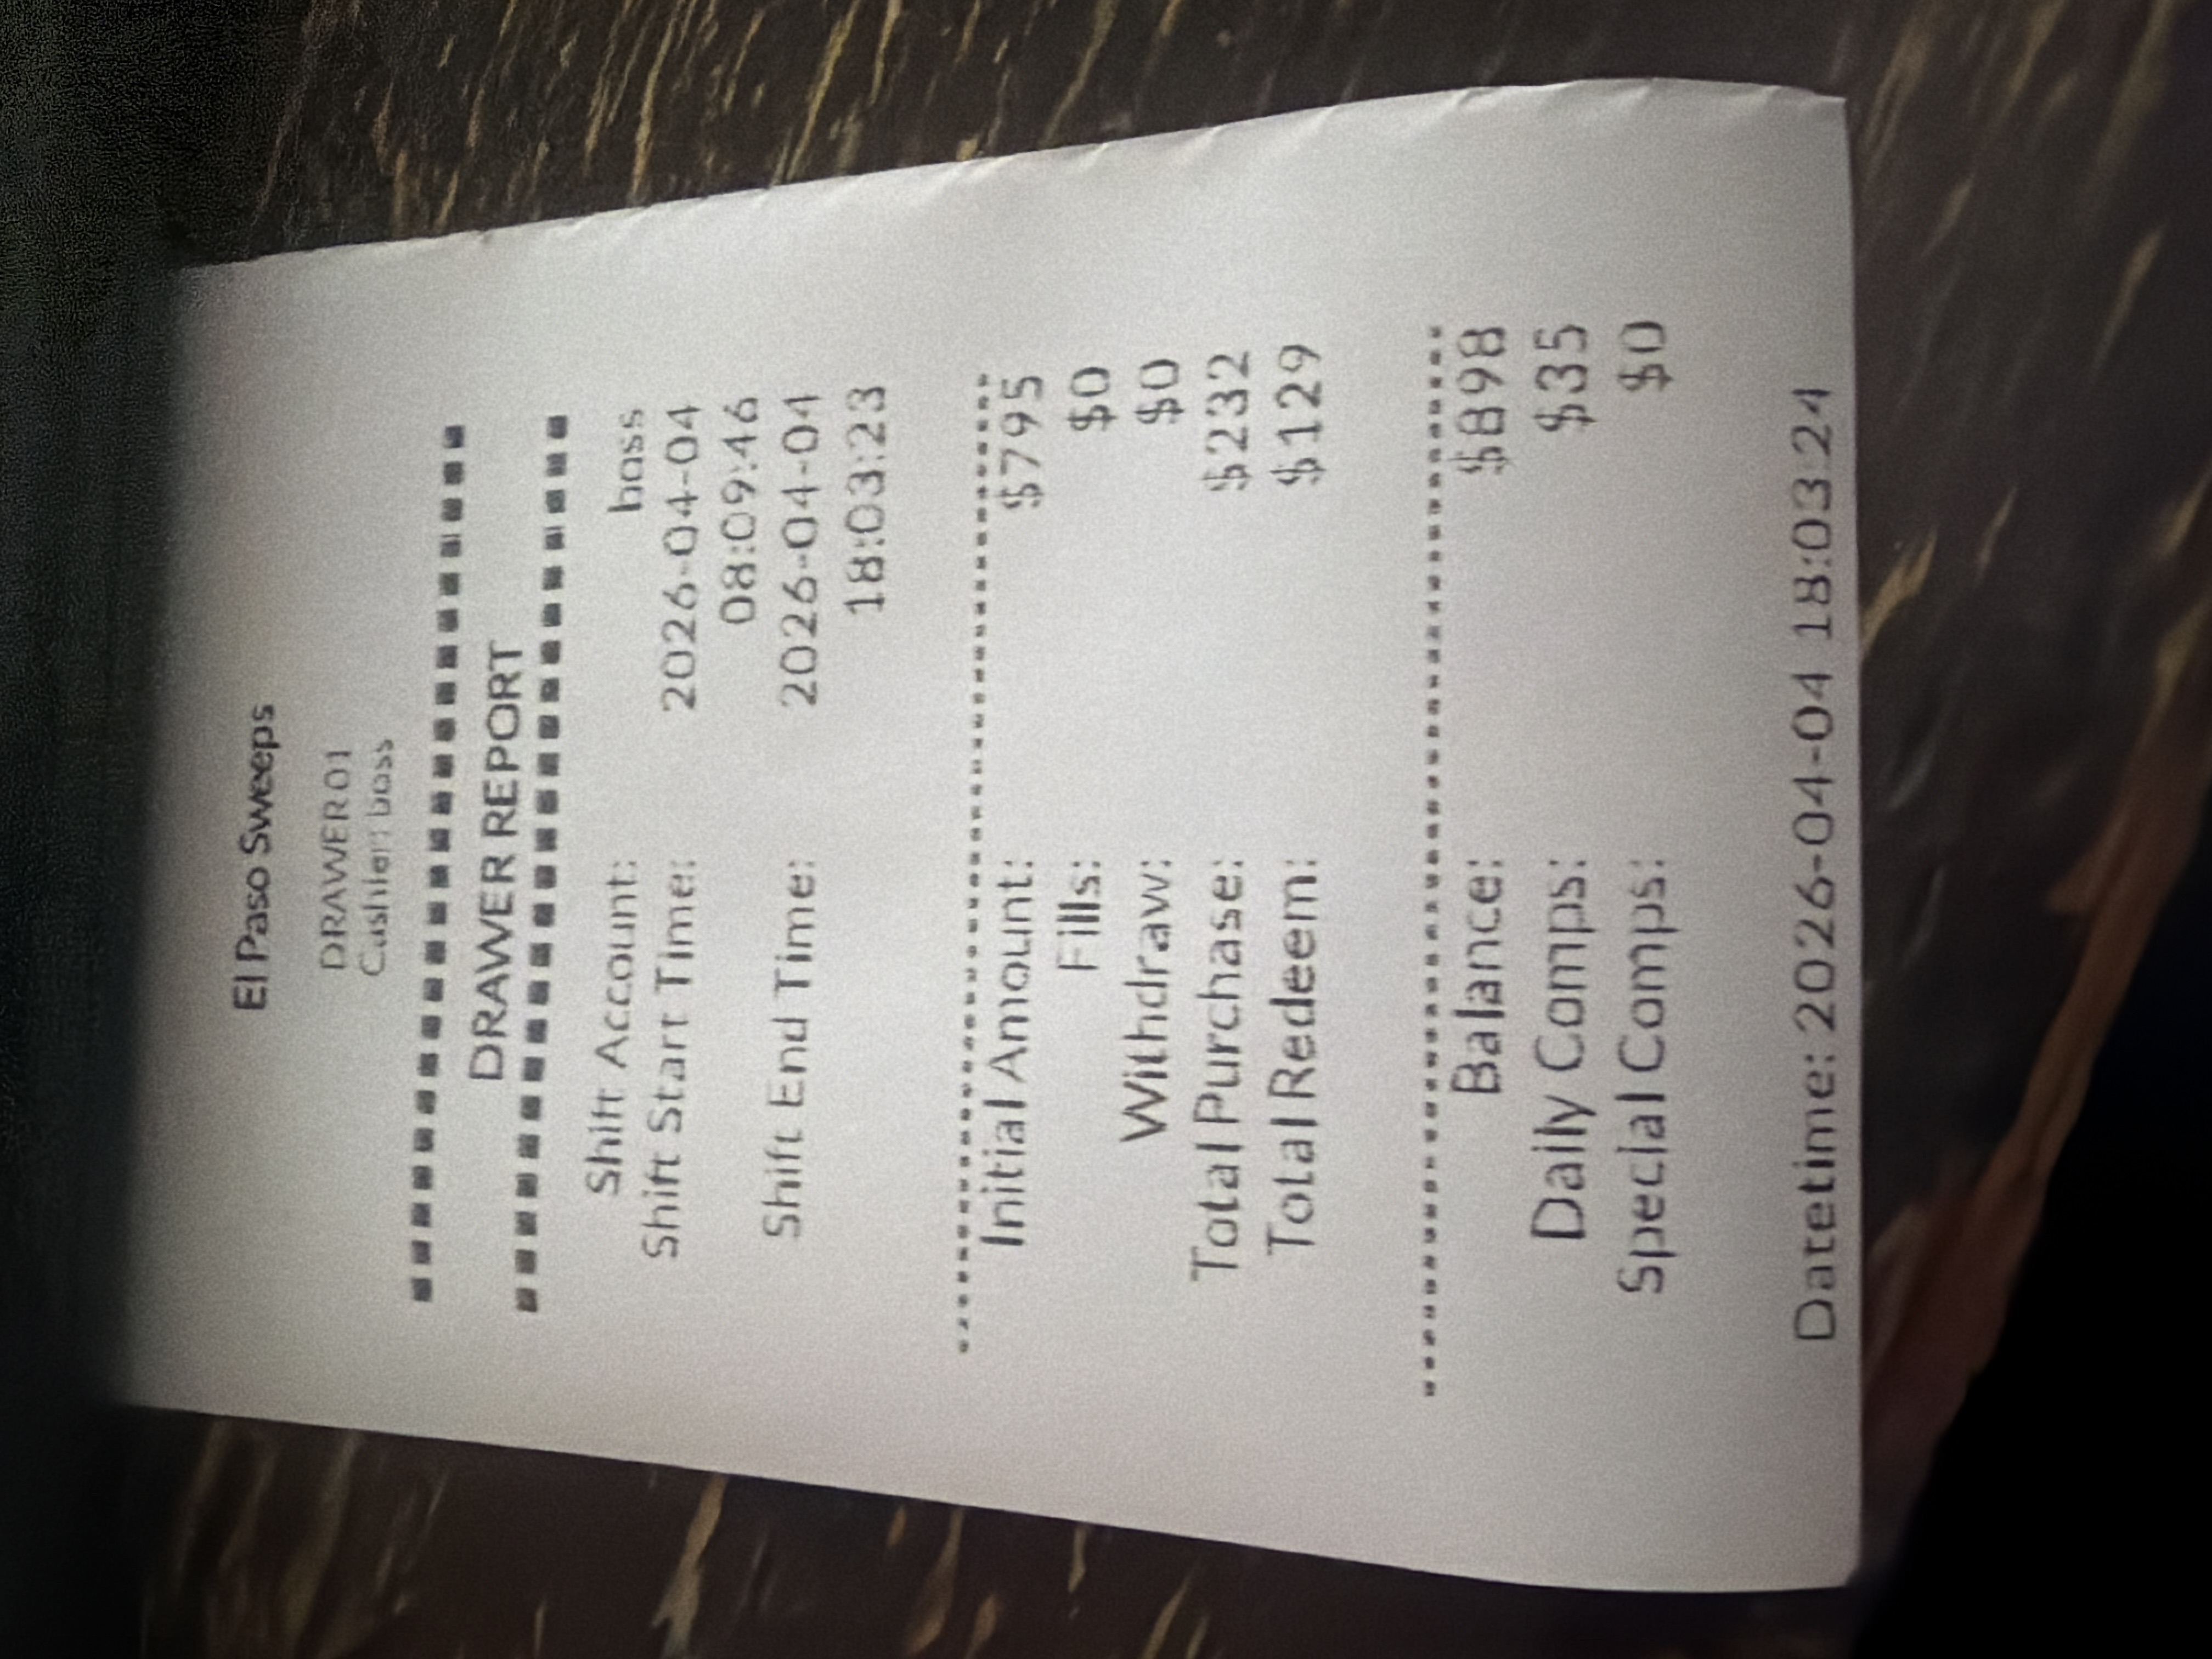 El Paso Sweeps
DRAWER01
Cashier: boss
DRAWER REPORT
Shift Account: boss
Shift Start Time: 2026-04-04
08:09:46
Shift End Time: 2026-04-04
18:03:23
Initial Amount: $795
Fills: $0
Withdraw: $0
Total Purchase: $232
Total Redeem: $129
Balance: $898
Daily Comps: $35
Special Comps: $0
Datetime: 2026-04-04 18:03:24